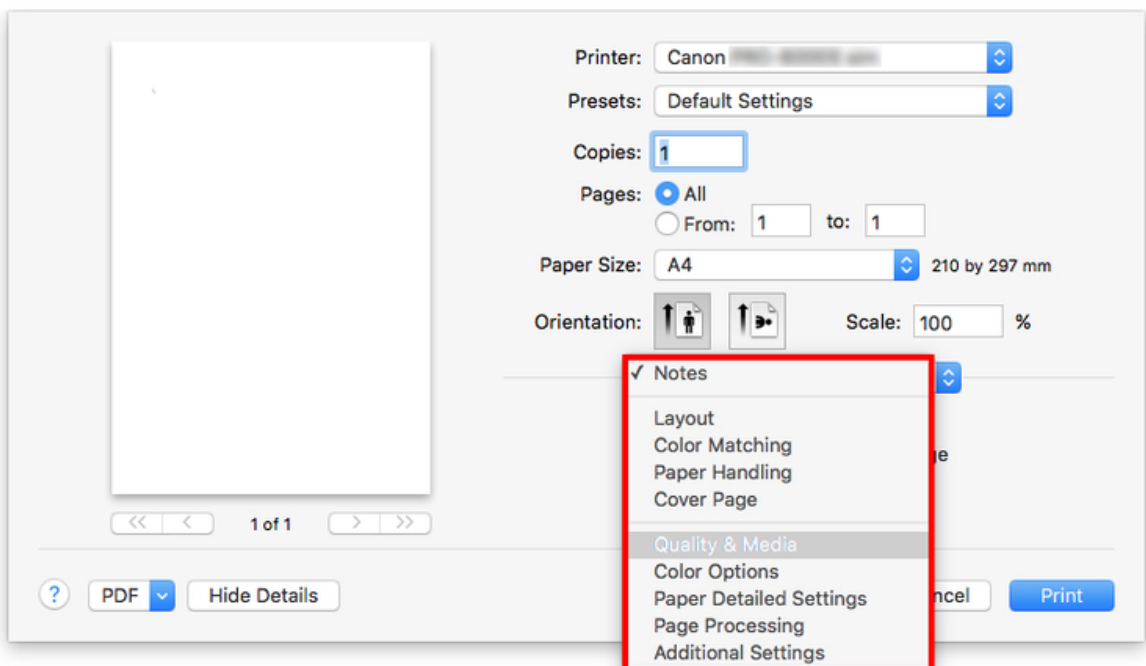 Printer: Canon
Presets: Default Settings
Copies: 1
Pages: All
From: 1 to: 1
Paper Size: A4 210 by 297 mm
Orientation: Scale: 100 %
✓ Notes
Layout
Color Matching
Paper Handling
Cover Page
1 of 1
Quality & Media
Color Options
Paper Detailed Settings
Page Processing
Additional Settings
? PDF Hide Details Print